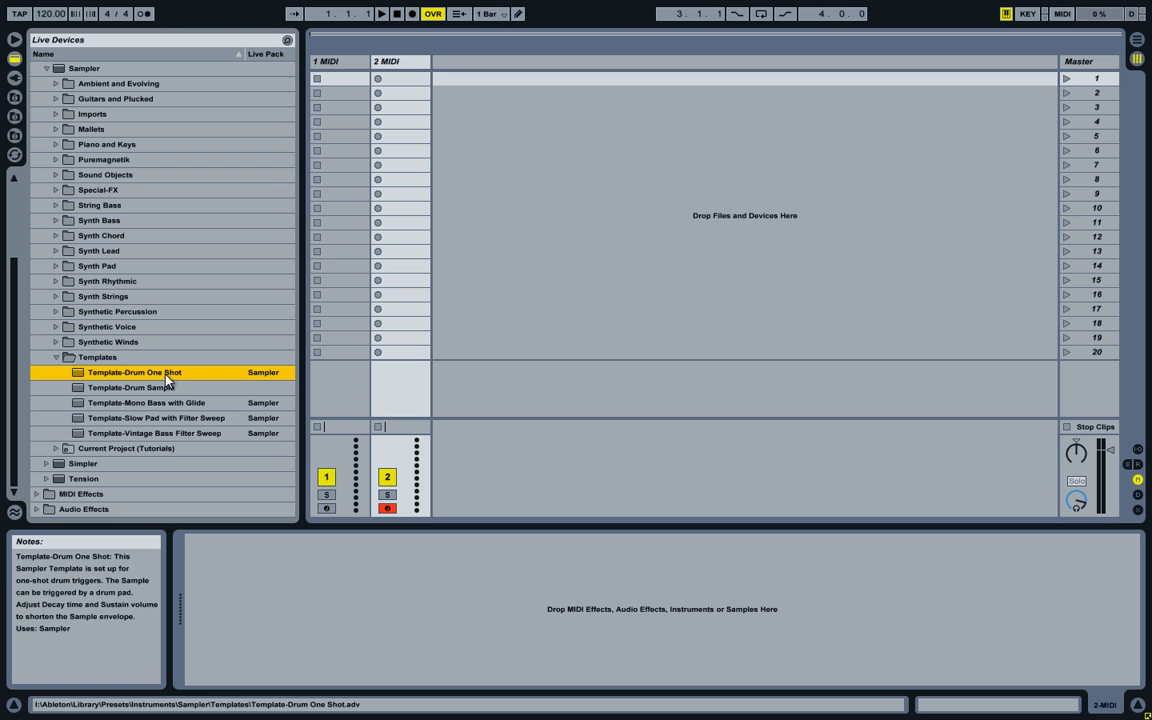 TAP 120.00 4 / 4 1. 1. 1 OVR 1 Bar 3. 1. 1 4. 0. 0 KEY MIDI 0 % D
Live Devices
Name Live Pack
Sampler
Ambient and Evolving
Guitars and Plucked
Imports
Mallets
Piano and Keys
Puremagnetik
Sound Objects
Special-FX
String Bass
Synth Bass
Synth Chord
Synth Lead
Synth Pad
Synth Rhythmic
Synth Strings
Synthetic Percussion
Synthetic Voice
Synthetic Winds
Templates
Template-Drum One Shot Sampler
Template-Drum Sample
Template-Mono Bass with Glide Sampler
Template-Slow Pad with Filter Sweep Sampler
Template-Vintage Bass Filter Sweep Sampler
Current Project (Tutorials)
Simpler
Tension
MIDI Effects
Audio Effects
1 MIDI 2 MIDI Master
1
2
3
4
5
6
7
8
9
10
11
12
13
14
15
16
17
18
19
20
Drop Files and Devices Here
Stop Clips
1 2
S S Solo
S R
R
D
X
Notes:
Template-Drum One Shot: This
Sampler Template is set up for
one-shot drum triggers. The Sample
can be triggered by a drum pad.
Adjust Decay time and Sustain volume
to shorten the Sample envelope.
Uses: Sampler
Drop MIDI Effects, Audio Effects, Instruments or Samples Here
I:\Ableton\Library\Presets\Instruments\Sampler\Templates\Template-Drum One Shot.adv
2-MIDI